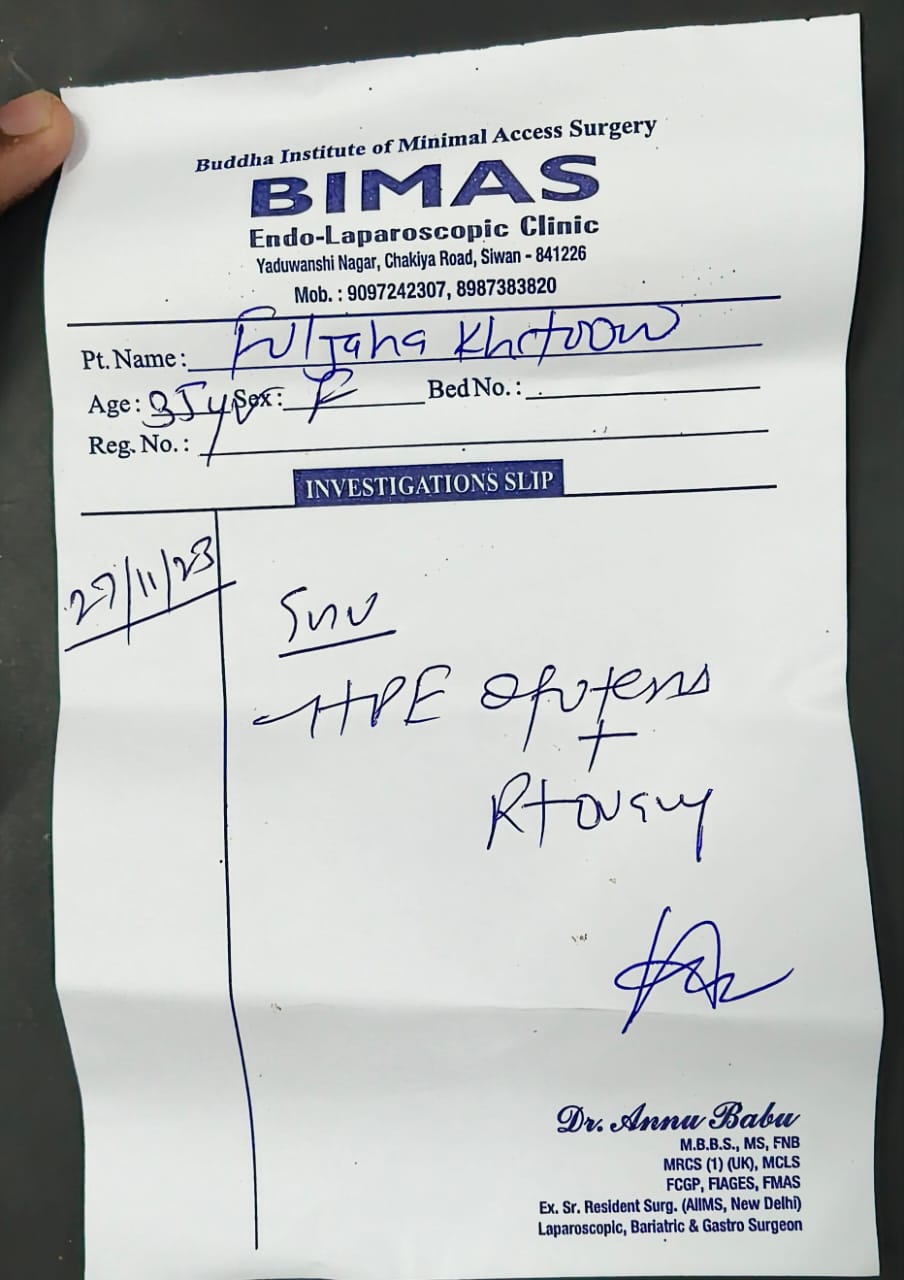 Buddha Institute of Minimal Access Surgery
BIMAS
Endo-Laparoscopic Clinic
Yaduwanshi Nagar, Chakiya Road, Siwan - 841226
Mob. : 9097242307, 8987383820
Pt. Name : Fuljaha Khatoon
Age : 35 yr Sex : F Bed No. :
Reg. No. :
INVESTIGATIONS SLIP
27/11/23
HPE of uterus
+
Rt ovary
Dr. Annu Babu
M.B.B.S., MS, FNB
MRCS (1) (UK), MCLS
FCGP, FIAGES, FMAS
Ex. Sr. Resident Surg. (AIIMS, New Delhi)
Laparoscopic, Bariatric & Gastro Surgeon